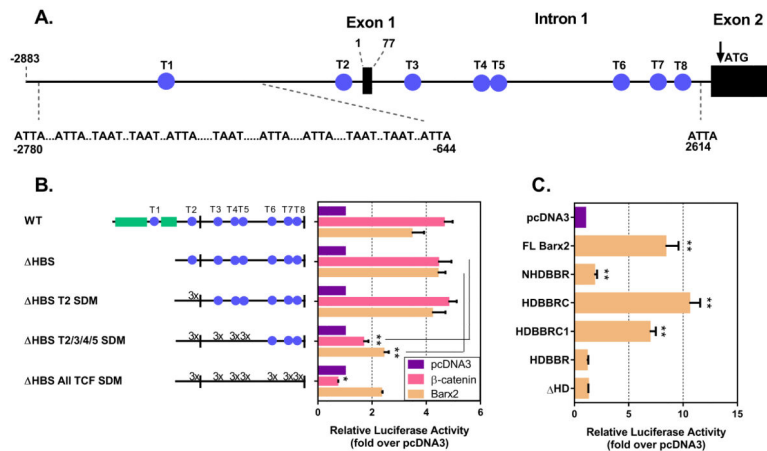 A.
Exon 1
Intron 1
Exon 2
1 77
-2883
T1 T2 T3 T4 T5 T6 T7 T8
ATG
ATTA...ATTA..TAAT..TAAT..ATTA.....TAAT.....ATTA....ATTA...TAAT..TAAT..ATTA
-2780 -644
ATTA
2614
B.
T1 T2 T3 T4T5 T6 T7T8
WT
ΔHBS
ΔHBS T2 SDM
3x
ΔHBS T2/3/4/5 SDM
3x 3x 3x3x
ΔHBS All TCF SDM
3x 3x 3x3x 3x 3x3x
**
**
*
pcDNA3
β-catenin
Barx2
0 2 4 6
Relative Luciferase Activity
(fold over pcDNA3)
C.
pcDNA3
FL Barx2
**
NHDBBR
**
HDBBRC
**
HDBBRC1
**
HDBBR
ΔHD
0 5 10 15
Relative Luciferase Activity
(fold over pcDNA3)